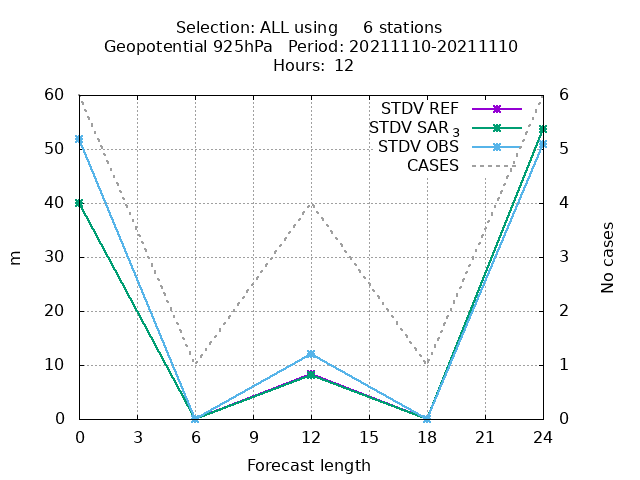 Selection: ALL using     6 stations
Geopotential 925hPa   Period: 20211110-20211110
Hours: 12
STDV REF
STDV SAR 3
STDV OBS
CASES
m
60
50
40
30
20
10
0
No cases
6
5
4
3
2
1
0
0 3 6 9 12 15 18 21 24
Forecast length